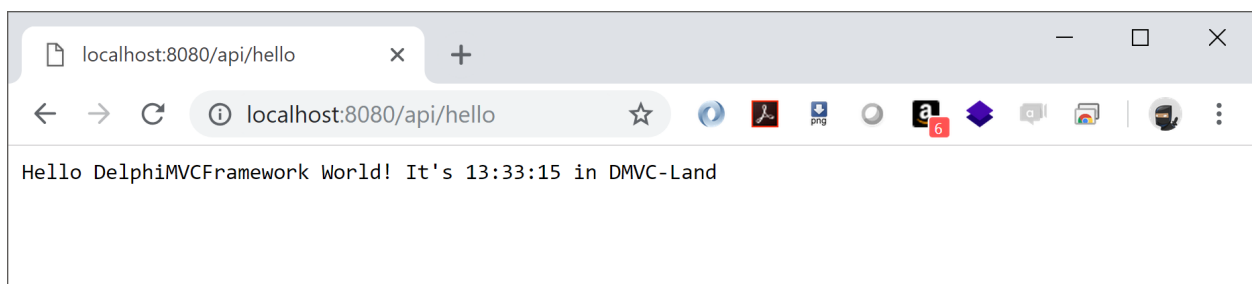 localhost:8080/api/hello
localhost:8080/api/hello
png
a
6
a
Hello DelphiMVCFramework World! It's 13:33:15 in DMVC-Land